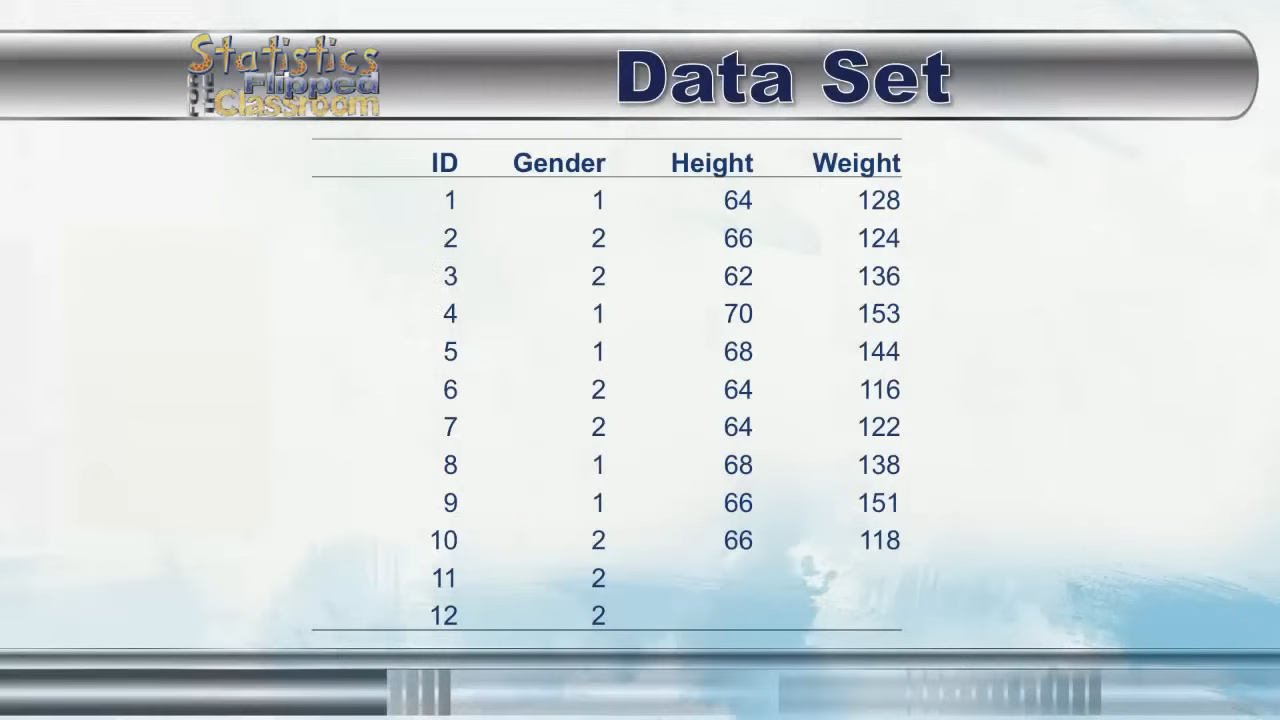 Statistics
Flipped
Classroom
Data Set
ID Gender Height Weight
1 1 64 128
2 2 66 124
3 2 62 136
4 1 70 153
5 1 68 144
6 2 64 116
7 2 64 122
8 1 68 138
9 1 66 151
10 2 66 118
11 2
12 2